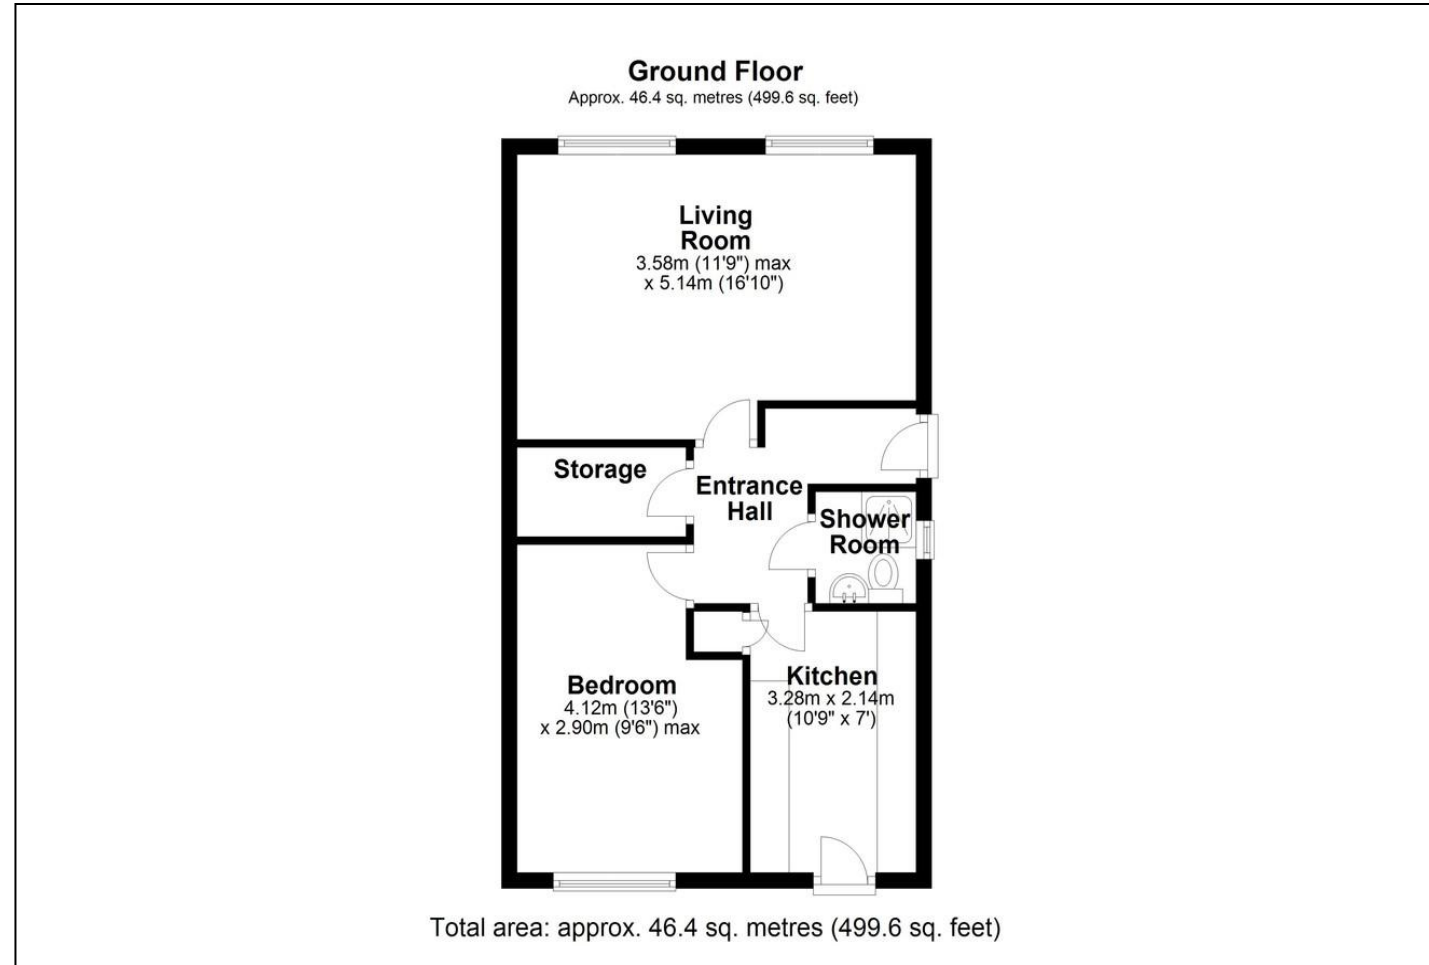 Ground Floor
Approx. 46.4 sq. metres (499.6 sq. feet)
Living
Room
3.58m (11'9") max
x 5.14m (16'10")
Storage
Entrance
Hall
Shower
Room
Bedroom
4.12m (13'6")
x 2.90m (9'6") max
Kitchen
3.28m x 2.14m
(10'9" x 7')
Total area: approx. 46.4 sq. metres (499.6 sq. feet)